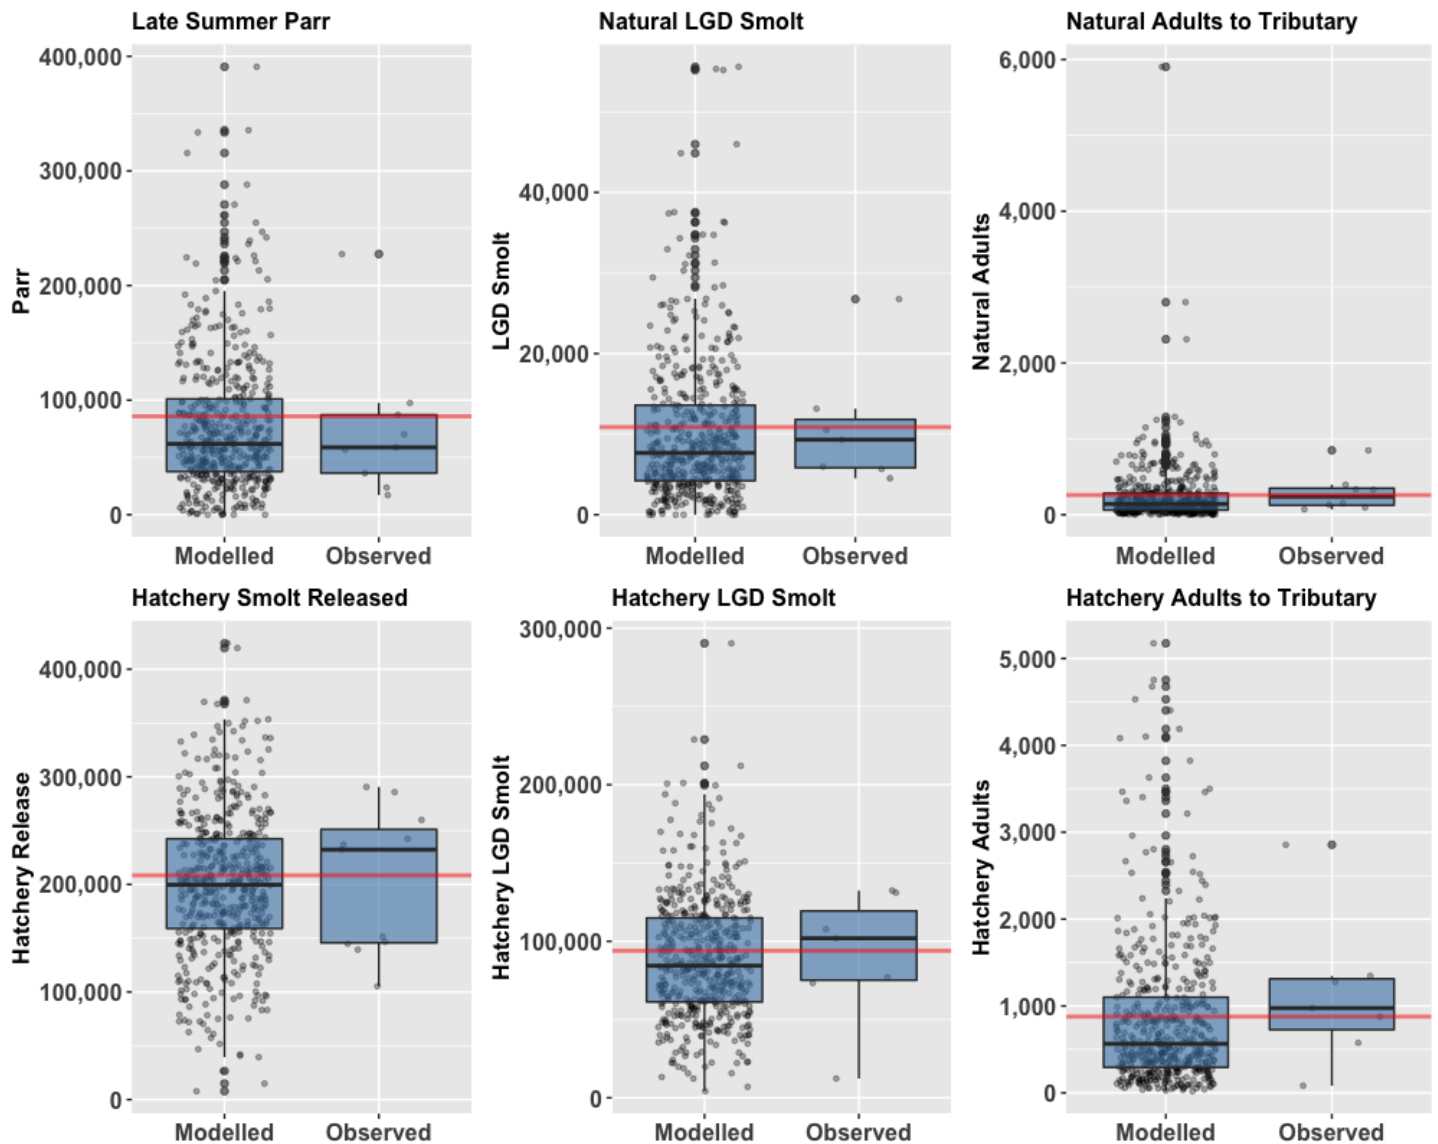 Late Summer Parr
Natural LGD Smolt
Natural Adults to Tributary
400,000
300,000
200,000
100,000
0
Parr
Modelled
Observed
40,000
20,000
0
LGD Smolt
Modelled
Observed
6,000
4,000
2,000
0
Natural Adults
Modelled
Observed
Hatchery Smolt Released
Hatchery LGD Smolt
Hatchery Adults to Tributary
400,000
300,000
200,000
100,000
0
Hatchery Release
Modelled
Observed
300,000
200,000
100,000
0
Hatchery LGD Smolt
Modelled
Observed
5,000
4,000
3,000
2,000
1,000
0
Hatchery Adults
Modelled
Observed